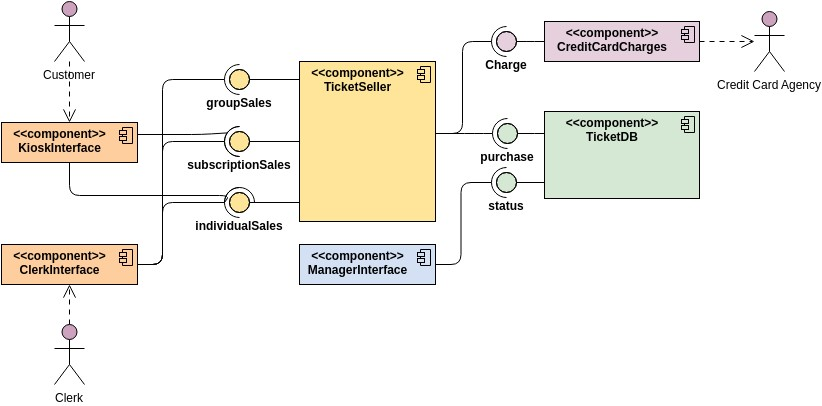 <<component>>
CreditCardCharges
Charge
Customer
<<component>>
TicketSeller
Credit Card Agency
groupSales
<<component>>
TicketDB
<<component>>
KioskInterface
purchase
subscriptionSales
status
individualSales
<<component>>
ClerkInterface
<<component>>
ManagerInterface
Clerk